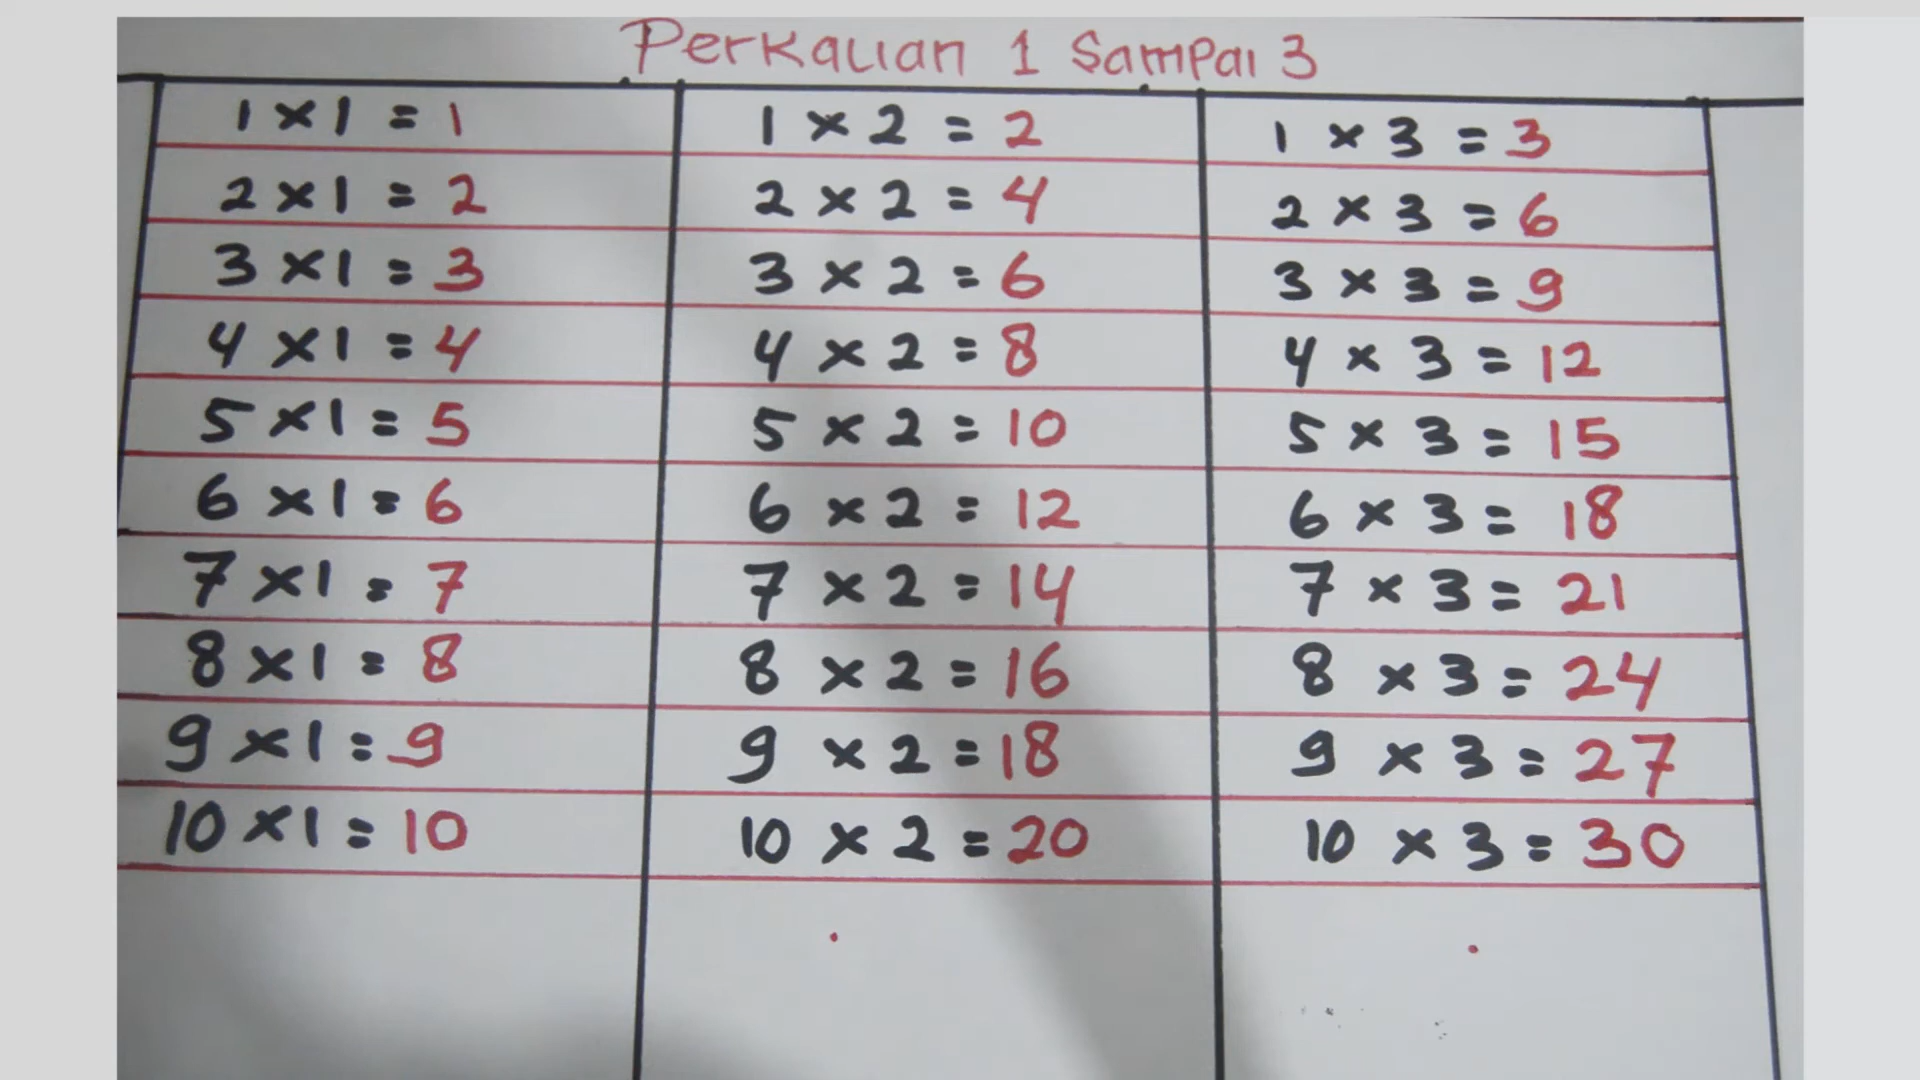 Perkalian 1 Sampai 3
1 × 1 = 1
2 × 1 = 2
3 × 1 = 3
4 × 1 = 4
5 × 1 = 5
6 × 1 = 6
7 × 1 = 7
8 × 1 = 8
9 × 1 = 9
10 × 1 = 10
1 × 2 = 2
2 × 2 = 4
3 × 2 = 6
4 × 2 = 8
5 × 2 = 10
6 × 2 = 12
7 × 2 = 14
8 × 2 = 16
9 × 2 = 18
10 × 2 = 20
1 × 3 = 3
2 × 3 = 6
3 × 3 = 9
4 × 3 = 12
5 × 3 = 15
6 × 3 = 18
7 × 3 = 21
8 × 3 = 24
9 × 3 = 27
10 × 3 = 30